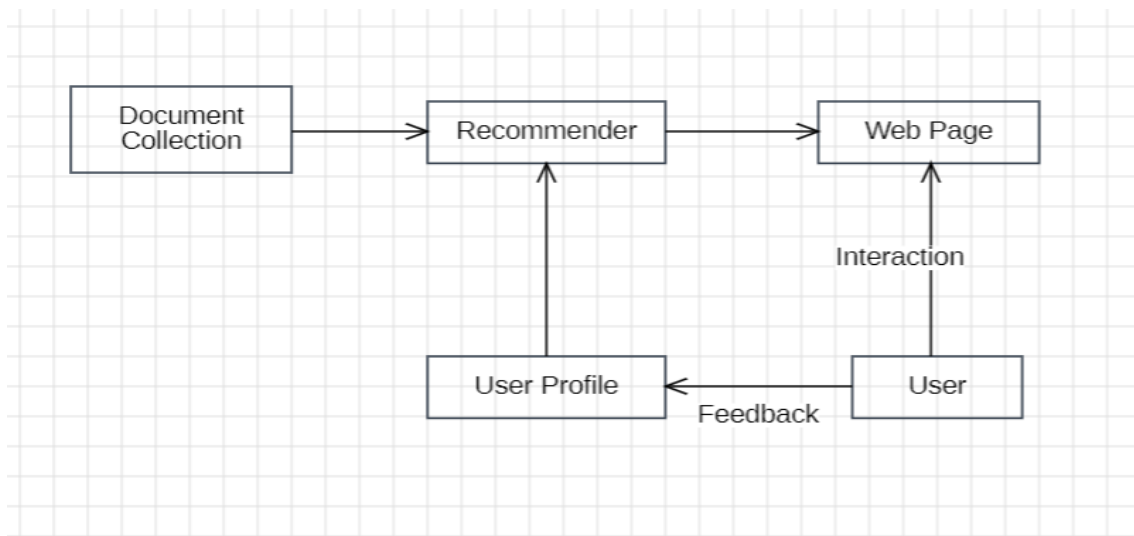 Document
Collection
Recommender
Web Page
Interaction
User Profile
User
Feedback